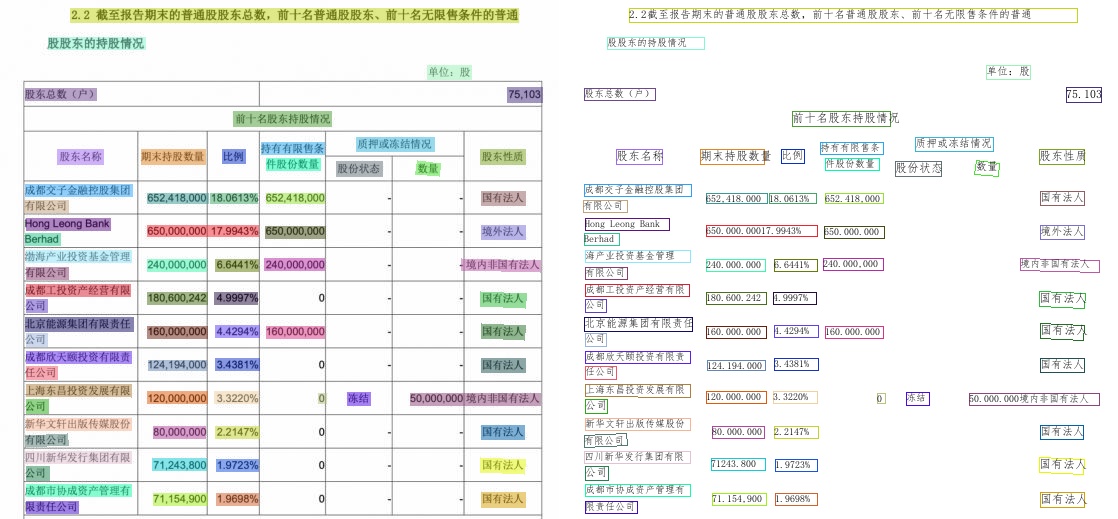 2.2 截至报告期末的普通股股东总数，前十名普通股股东、前十名无限售条件的普通
股股东的持股情况
单位：股
股东总数（户） 75,103
前十名股东持股情况
股东名称 期末持股数量 比例 持有有限售条件股份数量 质押或冻结情况 股东性质
股份状态 数量
成都交子金融控股集团 652,418,000 18.0613% 652,418,000 - - 国有法人
有限公司
Hong Leong Bank 650,000,000 17.9943% 650,000,000 - - 境外法人
Berhad
渤海产业投资基金管理 240,000,000 6.6441% 240,000,000 - - 境内非国有法人
有限公司
成都工投资产经营有限 180,600,242 4.9997% 0 - - 国有法人
公司
北京能源集团有限责任 160,000,000 4.4294% 160,000,000 - - 国有法人
公司
成都欣天颐投资有限责 124,194,000 3.4381% 0 - - 国有法人
任公司
上海东昌投资发展有限 120,000,000 3.3220% 0 冻结 50,000,000 境内非国有法人
公司
新华文轩出版传媒股份 80,000,000 2.2147% 0 - - 国有法人
有限公司
四川新华发行集团有限 71,243,800 1.9723% 0 - - 国有法人
公司
成都市协成资产管理有 71,154,900 1.9698% 0 - - 国有法人
限责任公司
2.2截至报告期末的普通股股东总数，前十名普通股股东、前十名无限售条件的普通
股股东的持股情况
单位：股
股东总数（户） 75.103
前十名股东持股情况
股东名称 期末持股数量 比例 持有有限售条 质押或冻结情况 股东性质
件股份数量 股份状态 数量
成都交子金融控股集团 652,418.000 18.0613% 652.418.000 国有法人
有限公司
Hong Leong Bank 650.000.000 17.9943% 650.000.000 境外法人
Berhad
海产业投资基金管理 240.000.000 6.6441% 240.000,000 境内非国有法人
有限公司
成都工投资产经营有限 180.600.242 4.9997% 国有法人
公司
北京能源集团有限责任 160.000.000 4.4294% 160.000.000 国有法人
公司
成都欣天颐投资有限责 124.194.000 3.4381% 国有法人
任公司
上海东昌投资发展有限 120.000.000 3.3220% 0 冻结 50.000.000 境内非国有法人
公司
新华文轩出版传媒股份 80.000.000 2.2147% 国有法人
有限公司
四川新华发行集团有限 71243.800 1.9723% 国有法人
公司
成都市协成资产管理有 71.154,900 1.9698% 国有法人
限责任公司